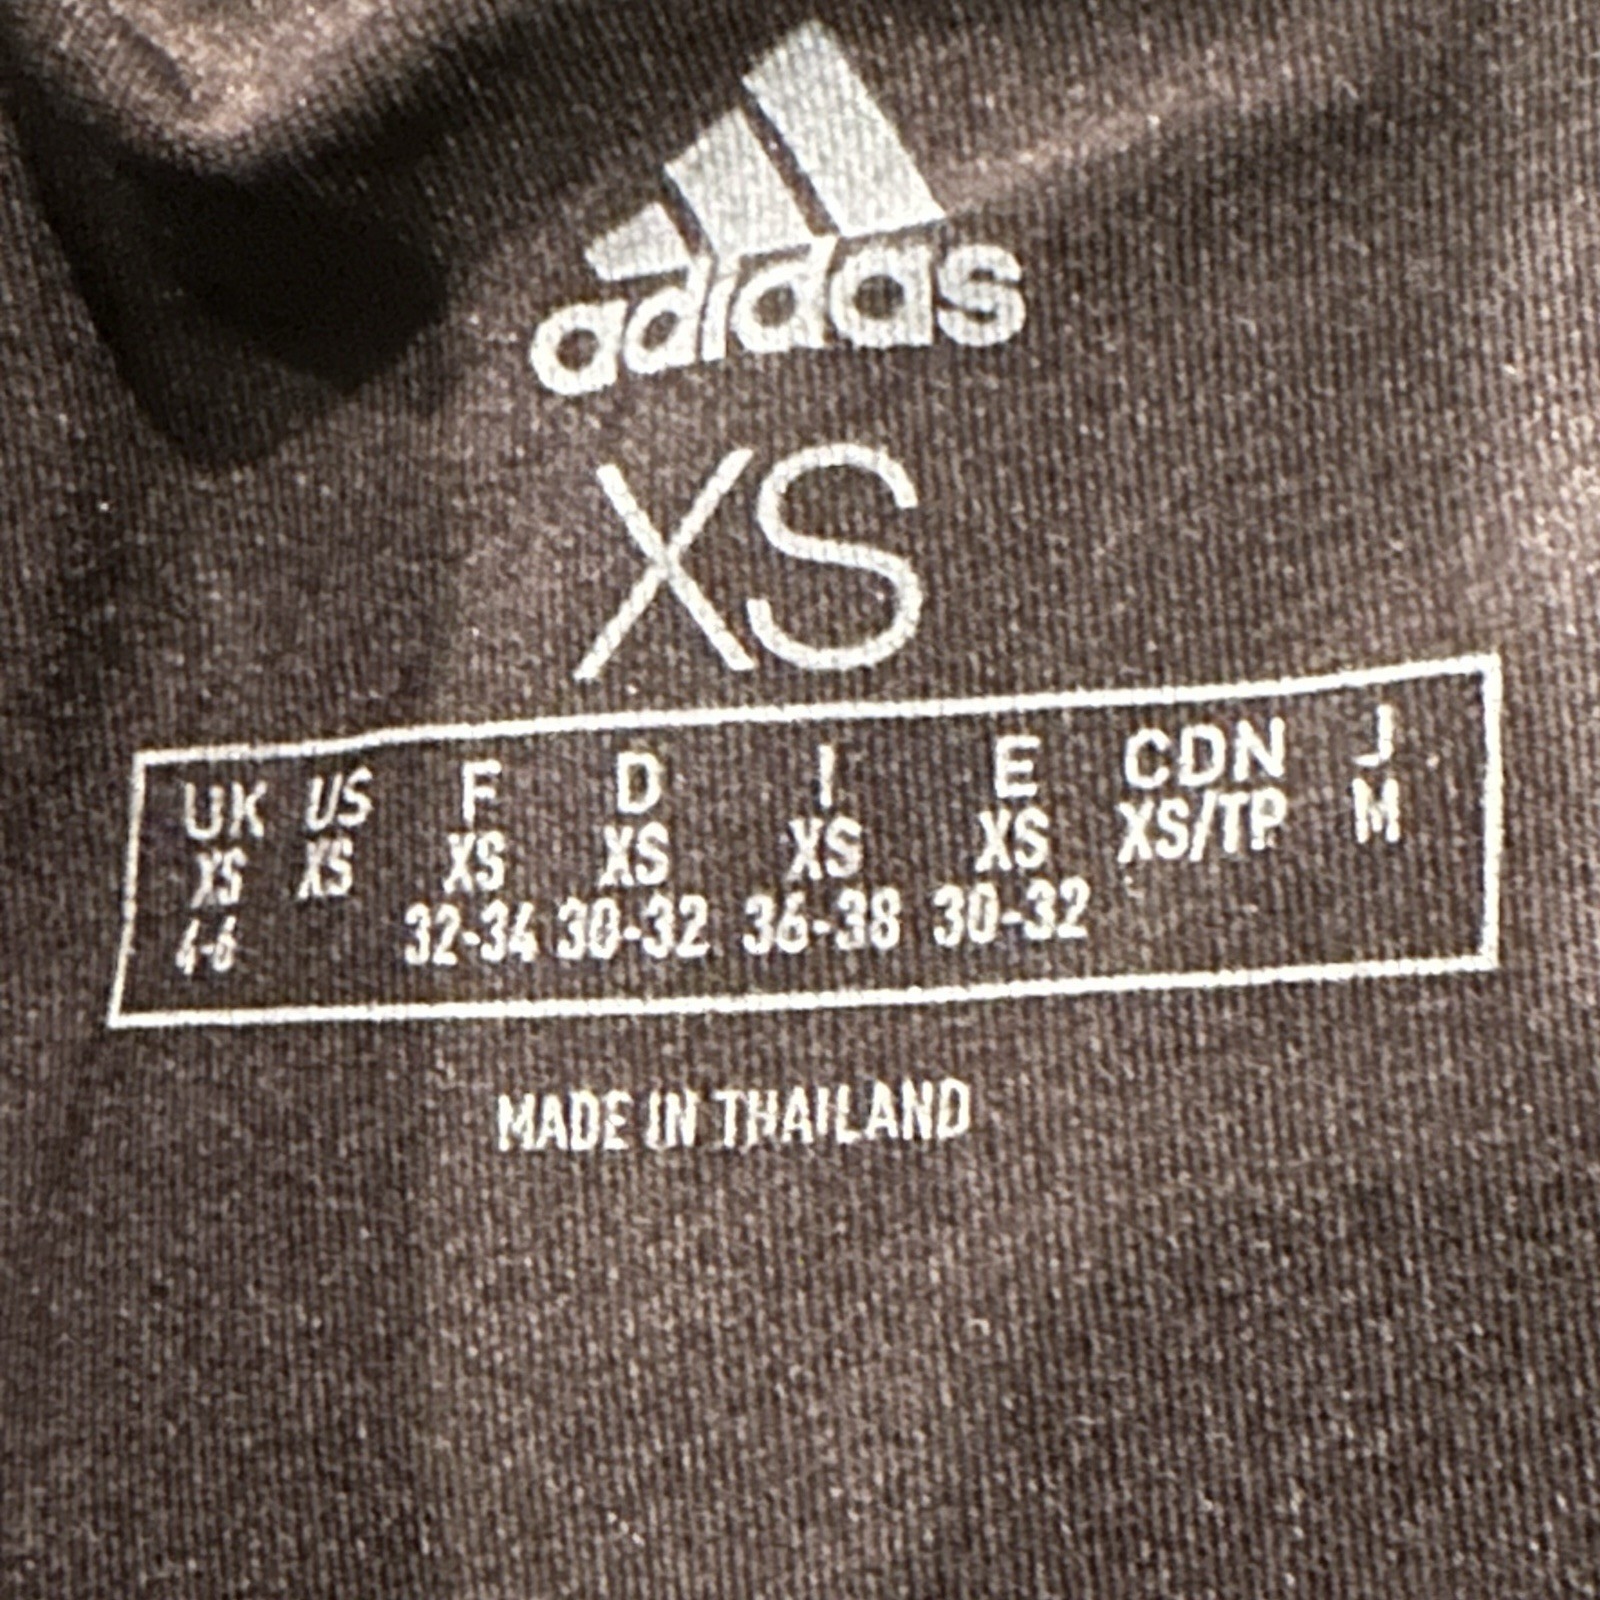 adidas
XS
UK US F D I E CDN J
XS XS XS XS XS XS XS/TP M
4-6 32-34 30-32 36-38 30-32
MADE IN THAILAND